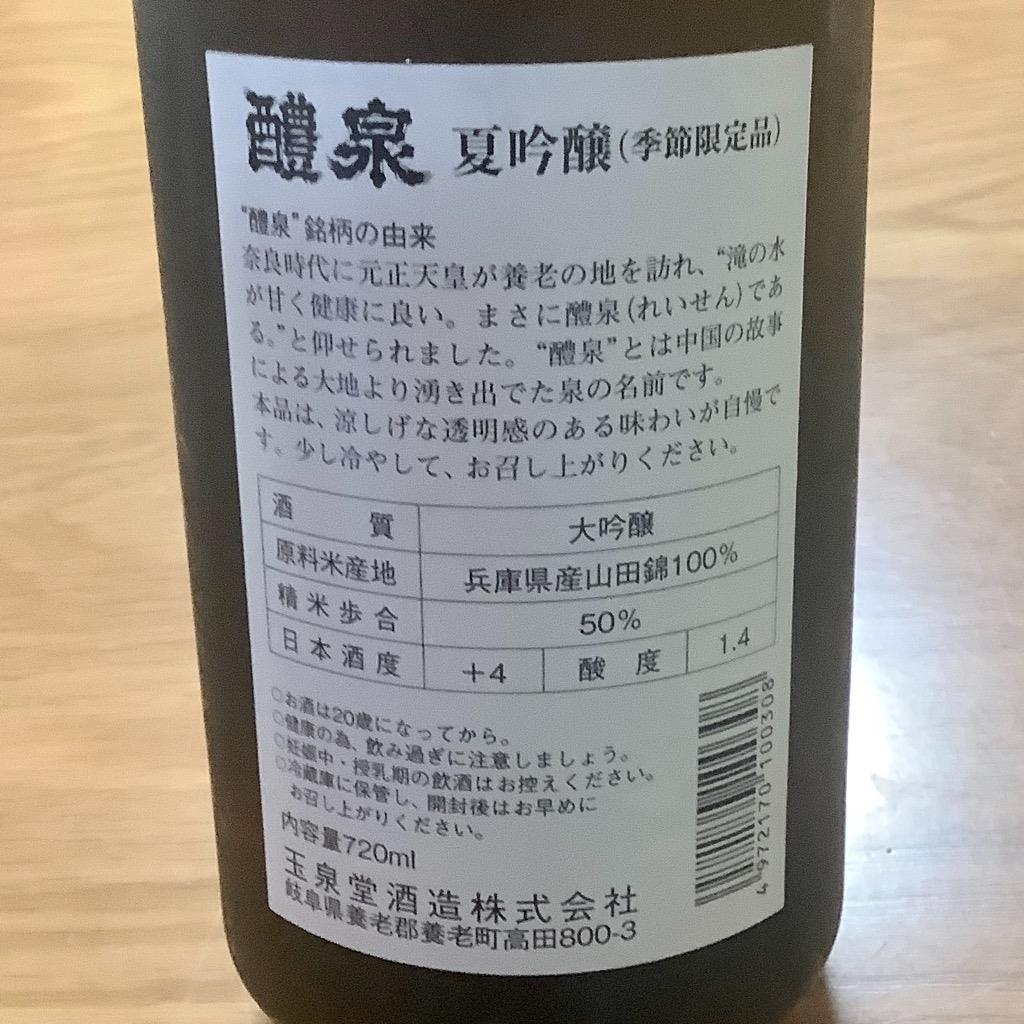 醴泉 夏吟醸(季節限定品)
“醴泉”銘柄の由来
奈良時代に元正天皇が養老の地を訪れ、“滝の水
が甘く健康に良い。まさに醴泉(れいせん)であ
る。”と仰せられました。“醴泉”とは中国の故事
による大地より湧き出でた泉の名前です。
本品は、涼しげな透明感のある味わいが自慢で
す。少し冷やして、お召し上がりください。
酒質 大吟醸
原料米産地 兵庫県産山田錦100%
精米歩合 50%
日本酒度 +4 酸度 1.4
○お酒は20歳になってから。
○健康の為、飲み過ぎに注意しましょう。
○妊娠中・授乳期の飲酒はお控えください。
○冷蔵庫に保管し、開封後はお早めに
お召し上がりください。
内容量720ml
玉泉堂酒造株式会社
岐阜県養老郡養老町高田800-3
4 972170 100308